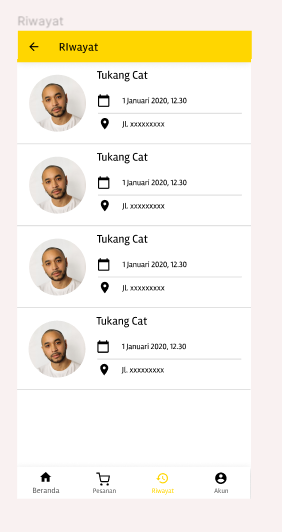 Riwayat
RIwayat
Tukang Cat
1 Januari 2020, 12.30
Jl. xxxxxxxxx
Tukang Cat
1 Januari 2020, 12.30
Jl. xxxxxxxxx
Tukang Cat
1 Januari 2020, 12.30
Jl. xxxxxxxxx
Tukang Cat
1 Januari 2020, 12.30
Jl. xxxxxxxxx
Beranda Pesanan Riwayat Akun